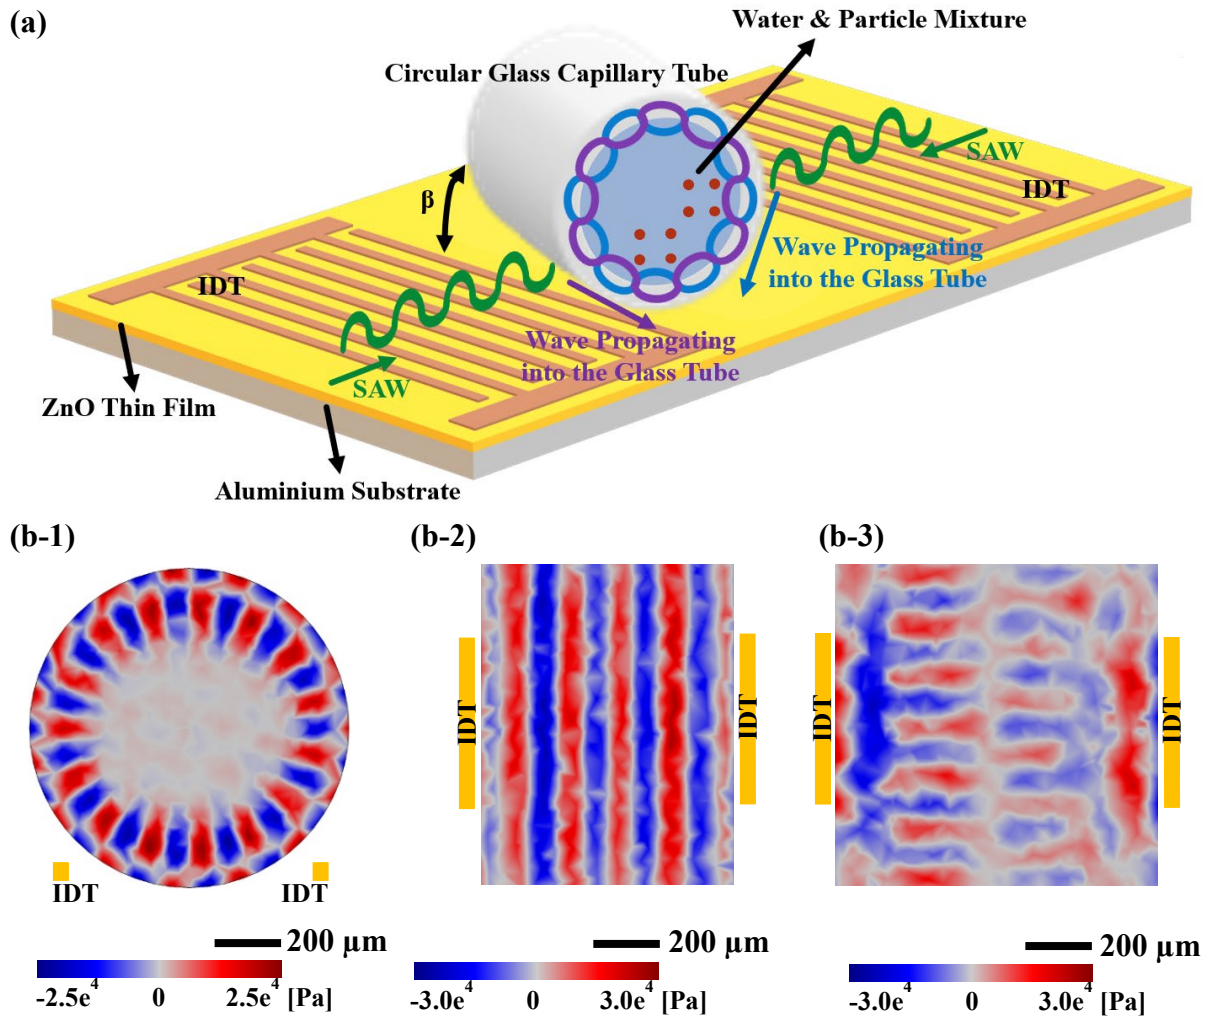 (a)
Water & Particle Mixture
Circular Glass Capillary Tube
SAW
IDT
β
Wave Propagating
into the Glass Tube
IDT
Wave Propagating
into the Glass Tube
SAW
ZnO Thin Film
Aluminium Substrate
(b-1)
(b-2)
(b-3)
IDT
IDT
IDT
IDT
IDT
IDT
200 µm
200 µm
200 µm
-2.5e⁴ 0 2.5e⁴ [Pa]
-3.0e⁴ 0 3.0e⁴ [Pa]
-3.0e⁴ 0 3.0e⁴ [Pa]